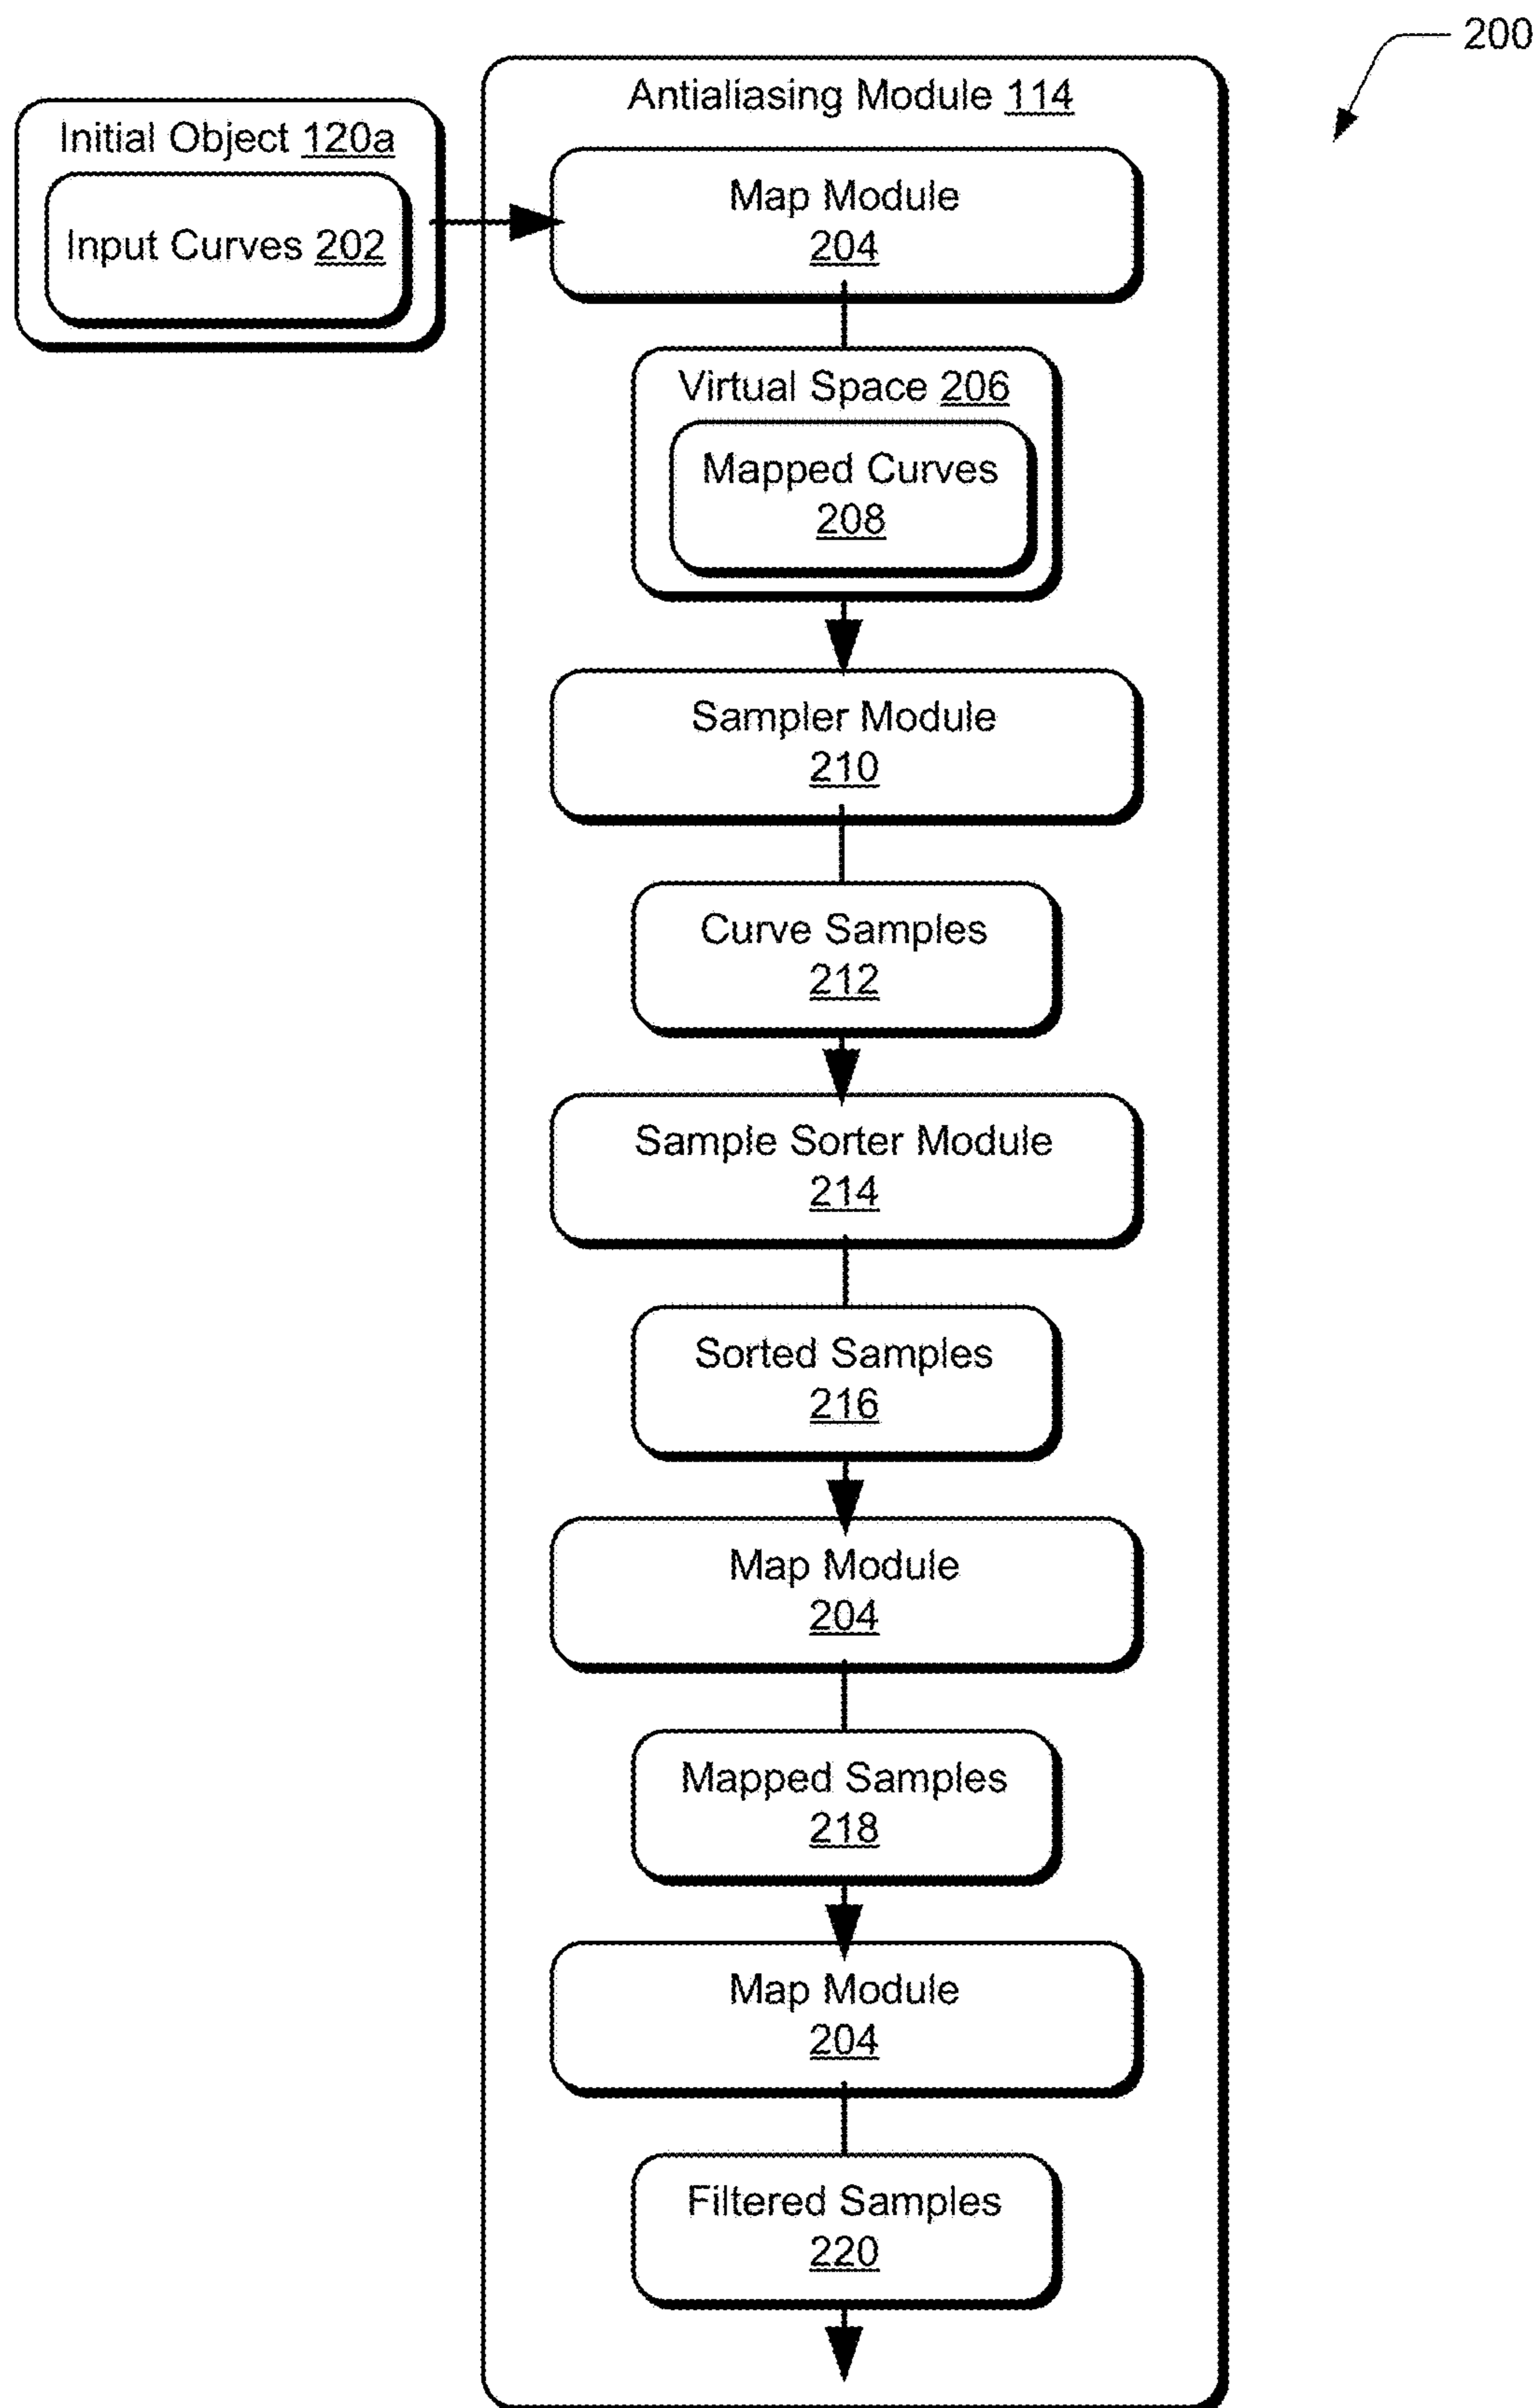 200
Antialiasing Module 114
Initial Object 120a
Input Curves 202
Map Module
204
Virtual Space 206
Mapped Curves
208
Sampler Module
210
Curve Samples
212
Sample Sorter Module
214
Sorted Samples
216
Map Module
204
Mapped Samples
218
Map Module
204
Filtered Samples
220